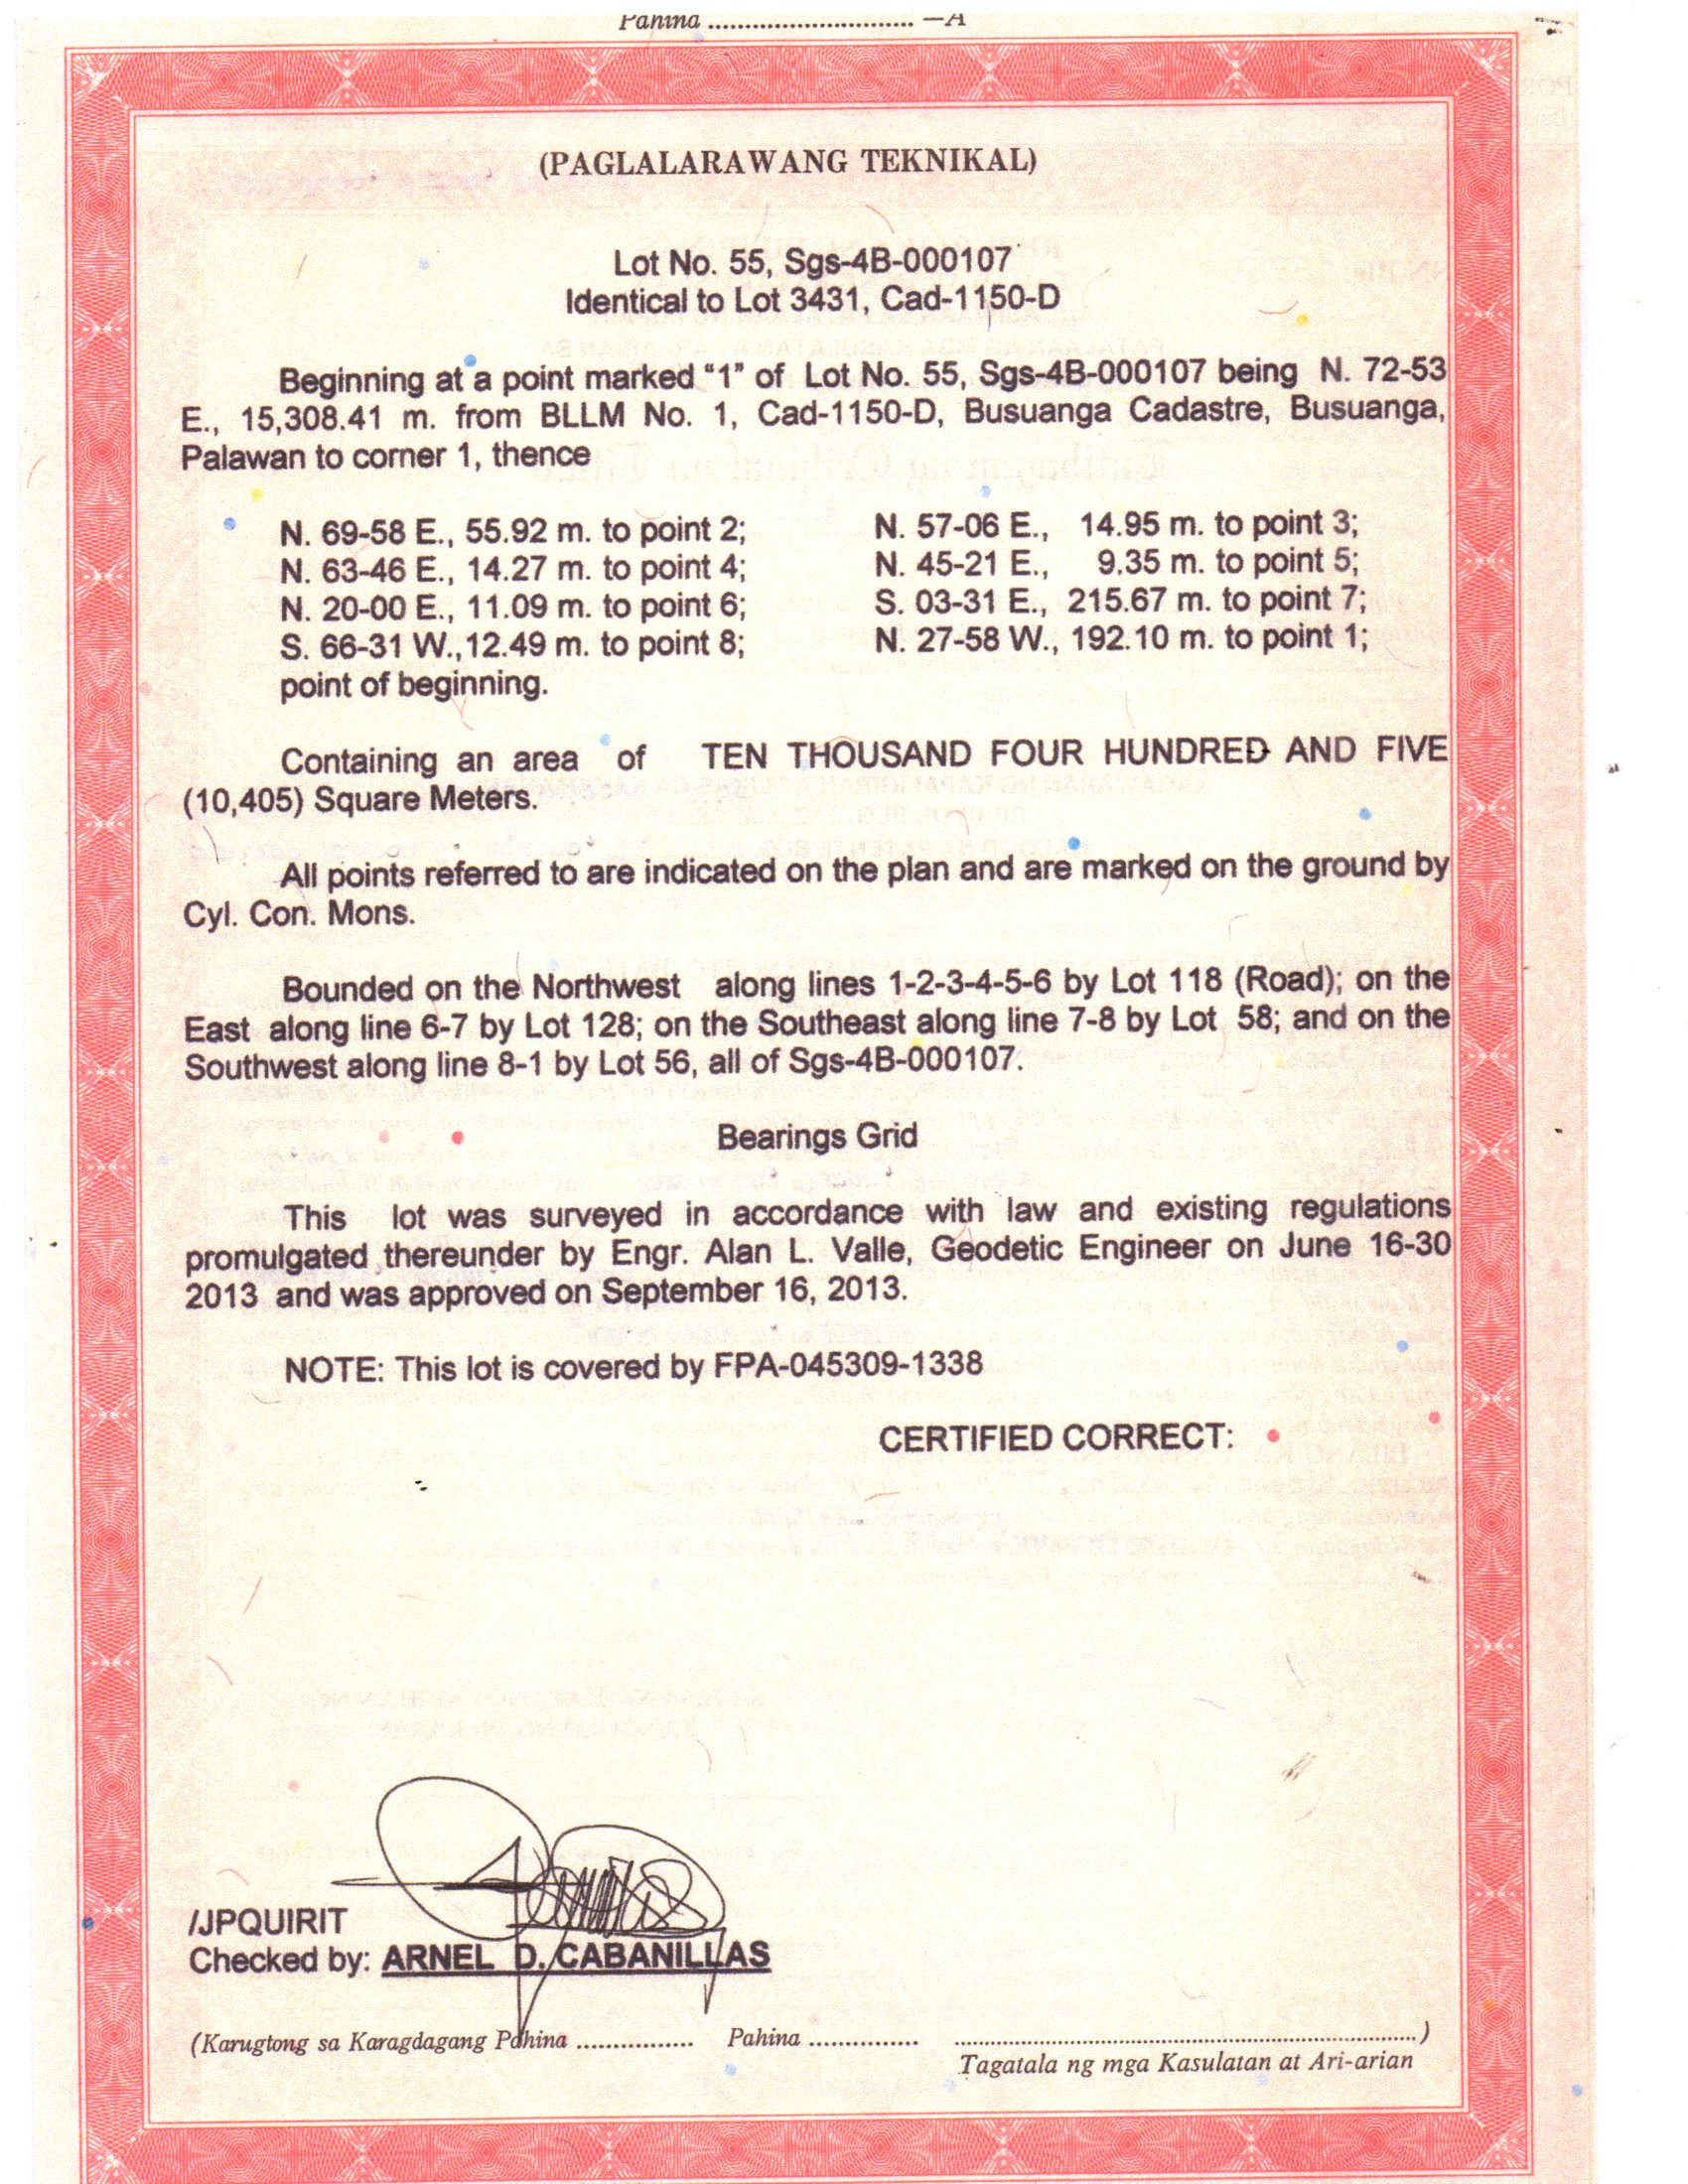 Pahina ............................ —A
(PAGLALARAWANG TEKNIKAL)
Lot No. 55, Sgs-4B-000107
Identical to Lot 3431, Cad-1150-D
Beginning at a point marked “1” of Lot No. 55, Sgs-4B-000107 being N. 72-53
E., 15,308.41 m. from BLLM No. 1, Cad-1150-D, Busuanga Cadastre, Busuanga,
Palawan to corner 1, thence
N. 69-58 E., 55.92 m. to point 2; N. 57-06 E., 14.95 m. to point 3;
N. 63-46 E., 14.27 m. to point 4; N. 45-21 E., 9.35 m. to point 5;
N. 20-00 E., 11.09 m. to point 6; S. 03-31 E., 215.67 m. to point 7;
S. 66-31 W.,12.49 m. to point 8; N. 27-58 W., 192.10 m. to point 1;
point of beginning.
Containing an area of TEN THOUSAND FOUR HUNDRED AND FIVE
(10,405) Square Meters.
All points referred to are indicated on the plan and are marked on the ground by
Cyl. Con. Mons.
Bounded on the Northwest along lines 1-2-3-4-5-6 by Lot 118 (Road); on the
East along line 6-7 by Lot 128; on the Southeast along line 7-8 by Lot 58; and on the
Southwest along line 8-1 by Lot 56, all of Sgs-4B-000107.
Bearings Grid
This lot was surveyed in accordance with law and existing regulations
promulgated thereunder by Engr. Alan L. Valle, Geodetic Engineer on June 16-30
2013 and was approved on September 16, 2013.
NOTE: This lot is covered by FPA-045309-1338
CERTIFIED CORRECT:
/JPQUIRIT
Checked by: ARNEL D. CABANILLAS
(Karugtong sa Karagdagang Pahina ................. Pahina ................ ....................................................................)
Tagatala ng mga Kasulatan at Ari-arian